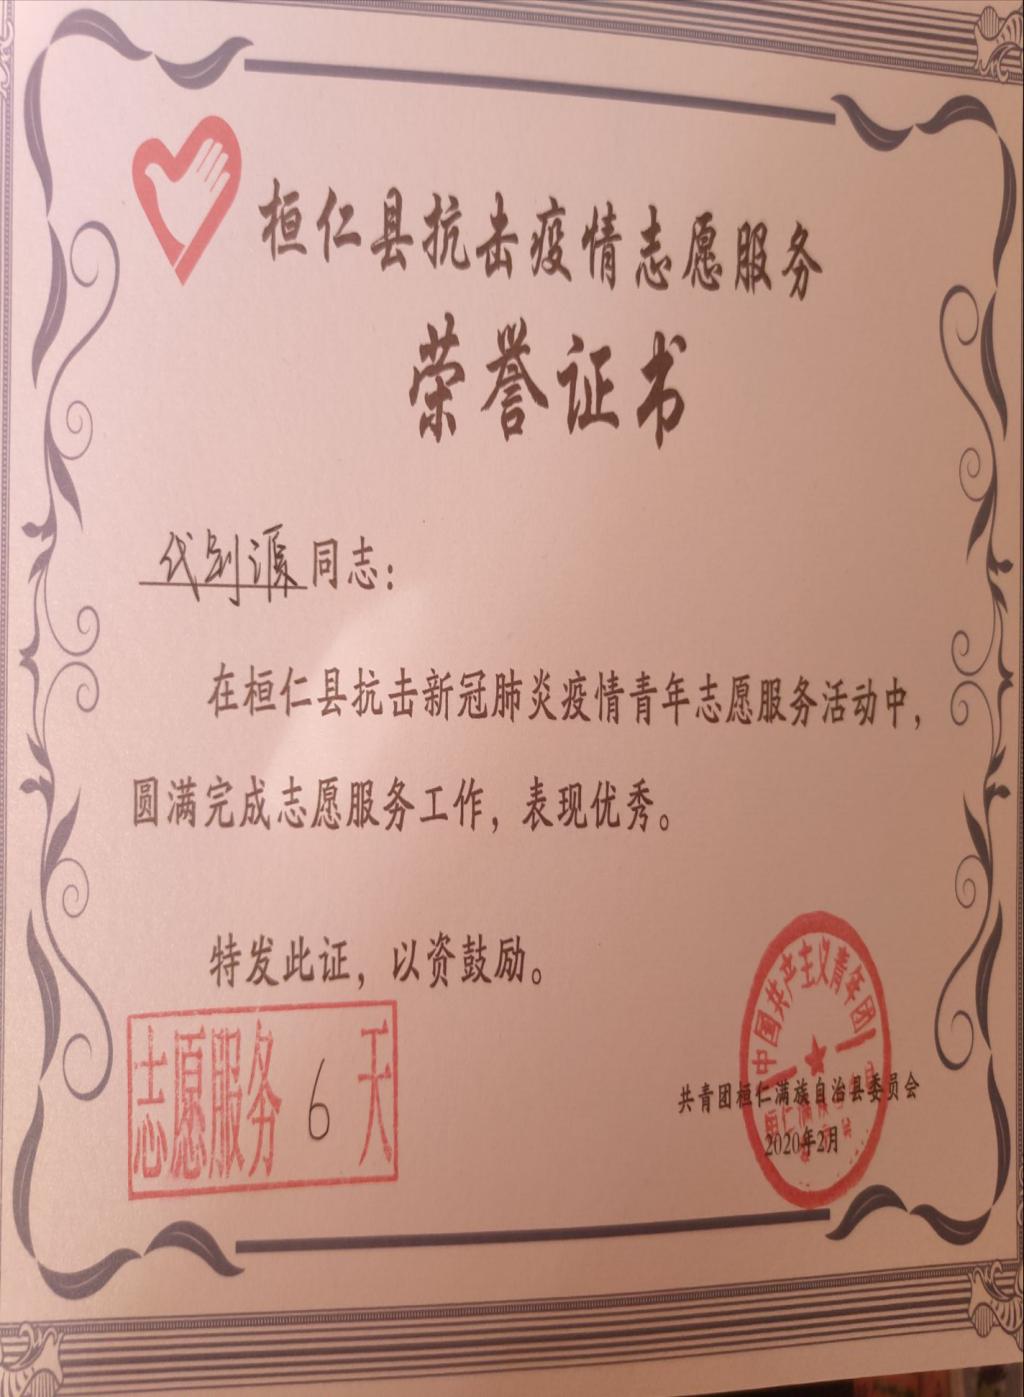 桓仁县抗击疫情志愿服务
荣誉证书
代 源同志：
在桓仁县抗击新冠肺炎疫情青年志愿服务活动中，
圆满完成志愿服务工作，表现优秀。
特发此证，以资鼓励。
志愿服务 6 天
中国共产主义青年团
共青团桓仁满族自治县委员会
2020年2月